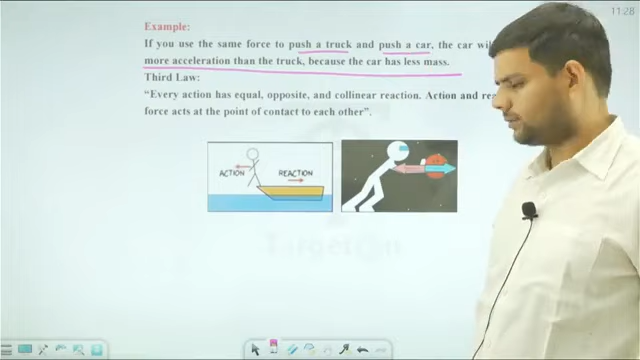 11:28
Example:
If you use the same force to push a truck and push a car, the car
more acceleration than the truck, because the car has less mass.
Third Law:
“Every action has equal, opposite, and collinear reaction. Action and
force acts at the point of contact to each other”.
ACTION REACTION